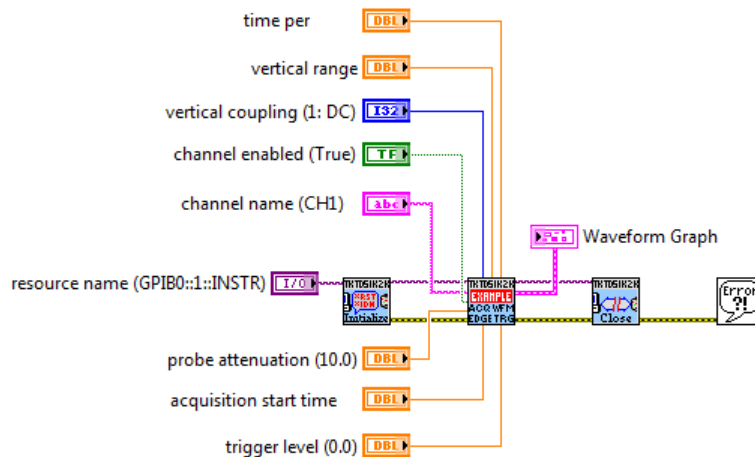 time per
DBL
vertical range
DBL
vertical coupling (1: DC)
I32
channel enabled (True)
TF
channel name (CH1)
abc
Waveform Graph
resource name (GPIB0::1::INSTR)
I/O
TKTDS1K2K
Initialize
TKTDS1K2K
EXAMPLE
ACQ WFM
EDGETRG
TKTDS1K2K
Close
Error
?!
probe attenuation (10.0)
DBL
acquisition start time
DBL
trigger level (0.0)
DBL